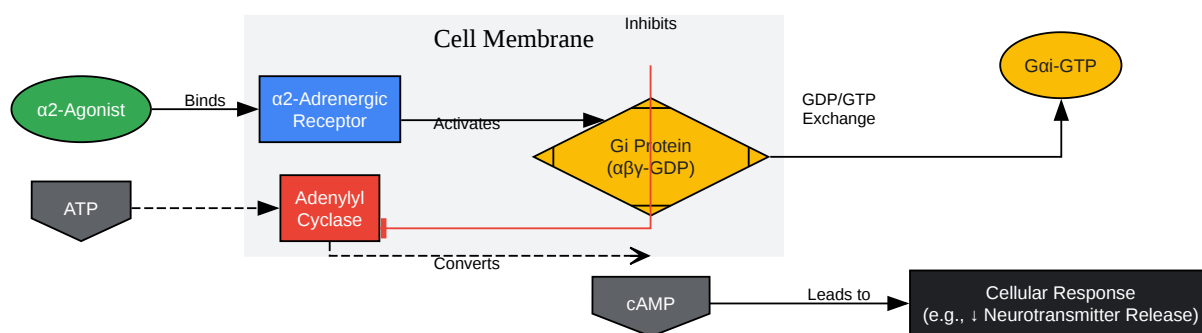 Inhibits
Cell Membrane
α2-Agonist
Binds
α2-Adrenergic
Receptor
Activates
Gi Protein
(αβγ-GDP)
GDP/GTP
Exchange
Gαi-GTP
ATP
Adenylyl
Cyclase
Converts
cAMP
Leads to
Cellular Response
(e.g., ↓ Neurotransmitter Release)